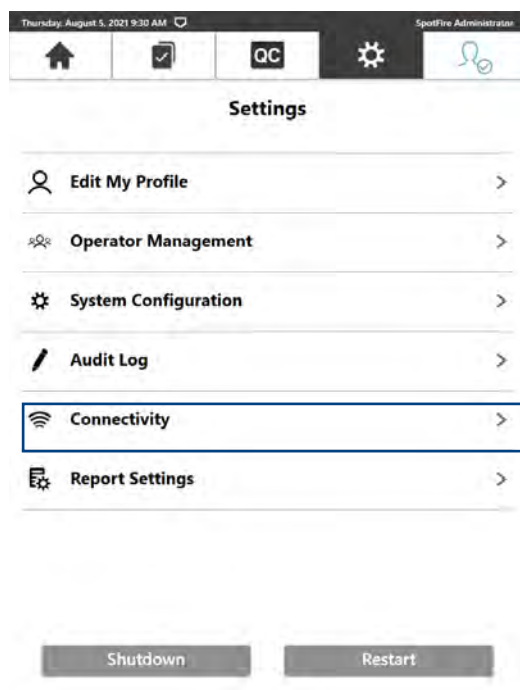 Thursday, August 5, 2021 9:30 AM SpotFire Administrator
QC
Settings
Edit My Profile
Operator Management
System Configuration
Audit Log
Connectivity
Report Settings
Shutdown Restart